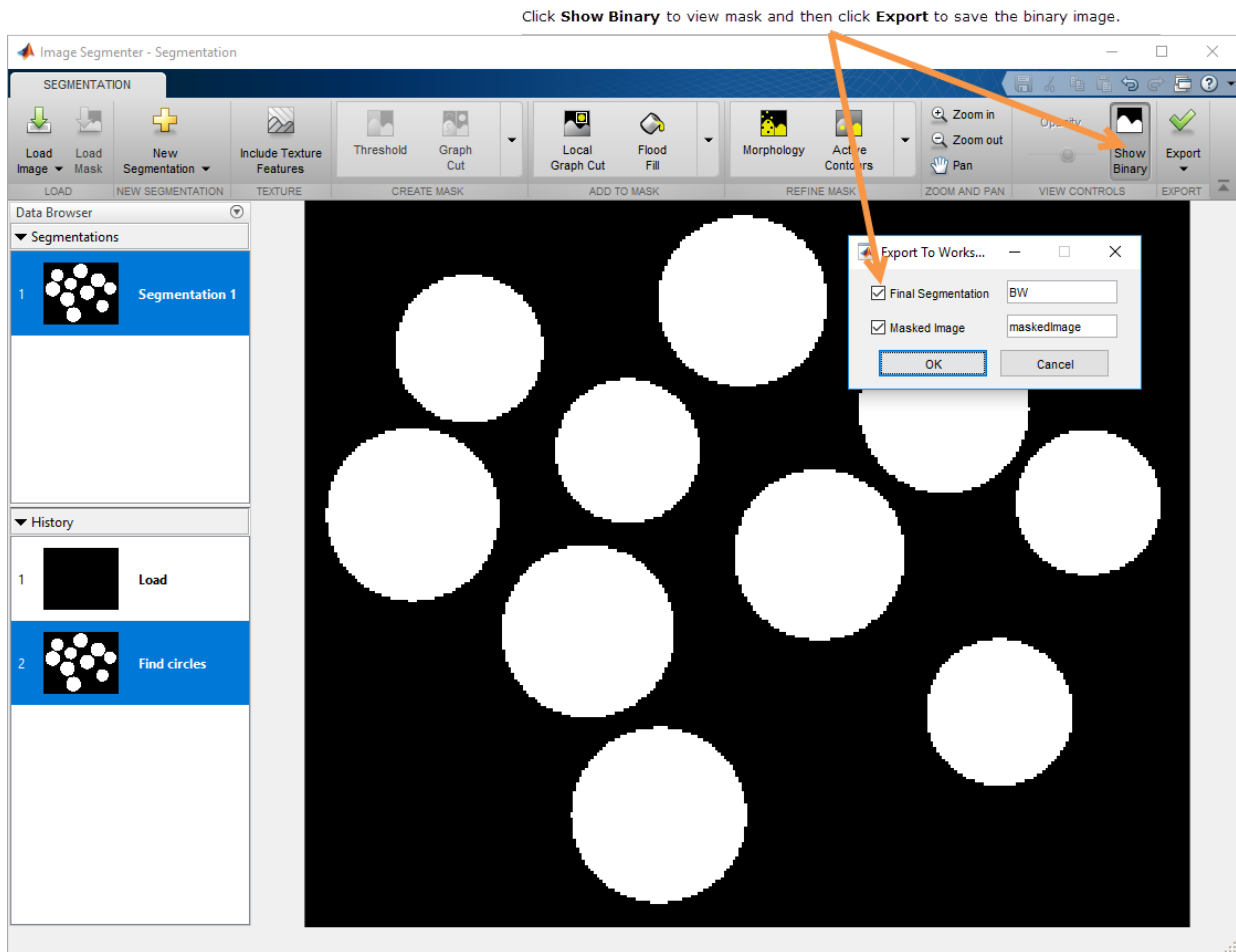 Click Show Binary to view mask and then click Export to save the binary image.
Image Segmenter - Segmentation
SEGMENTATION
Load Image
Load Mask
New Segmentation
Include Texture Features
Threshold
Graph Cut
Local Graph Cut
Flood Fill
Morphology
Active Contours
Zoom in
Zoom out
Pan
Opacity
Show Binary
Export
LOAD
NEW SEGMENTATION
TEXTURE
CREATE MASK
ADD TO MASK
REFINE MASK
ZOOM AND PAN
VIEW CONTROLS
EXPORT
Data Browser
Segmentations
1 Segmentation 1
History
1 Load
2 Find circles
Export To Works...
Final Segmentation BW
Masked Image maskedImage
OK Cancel